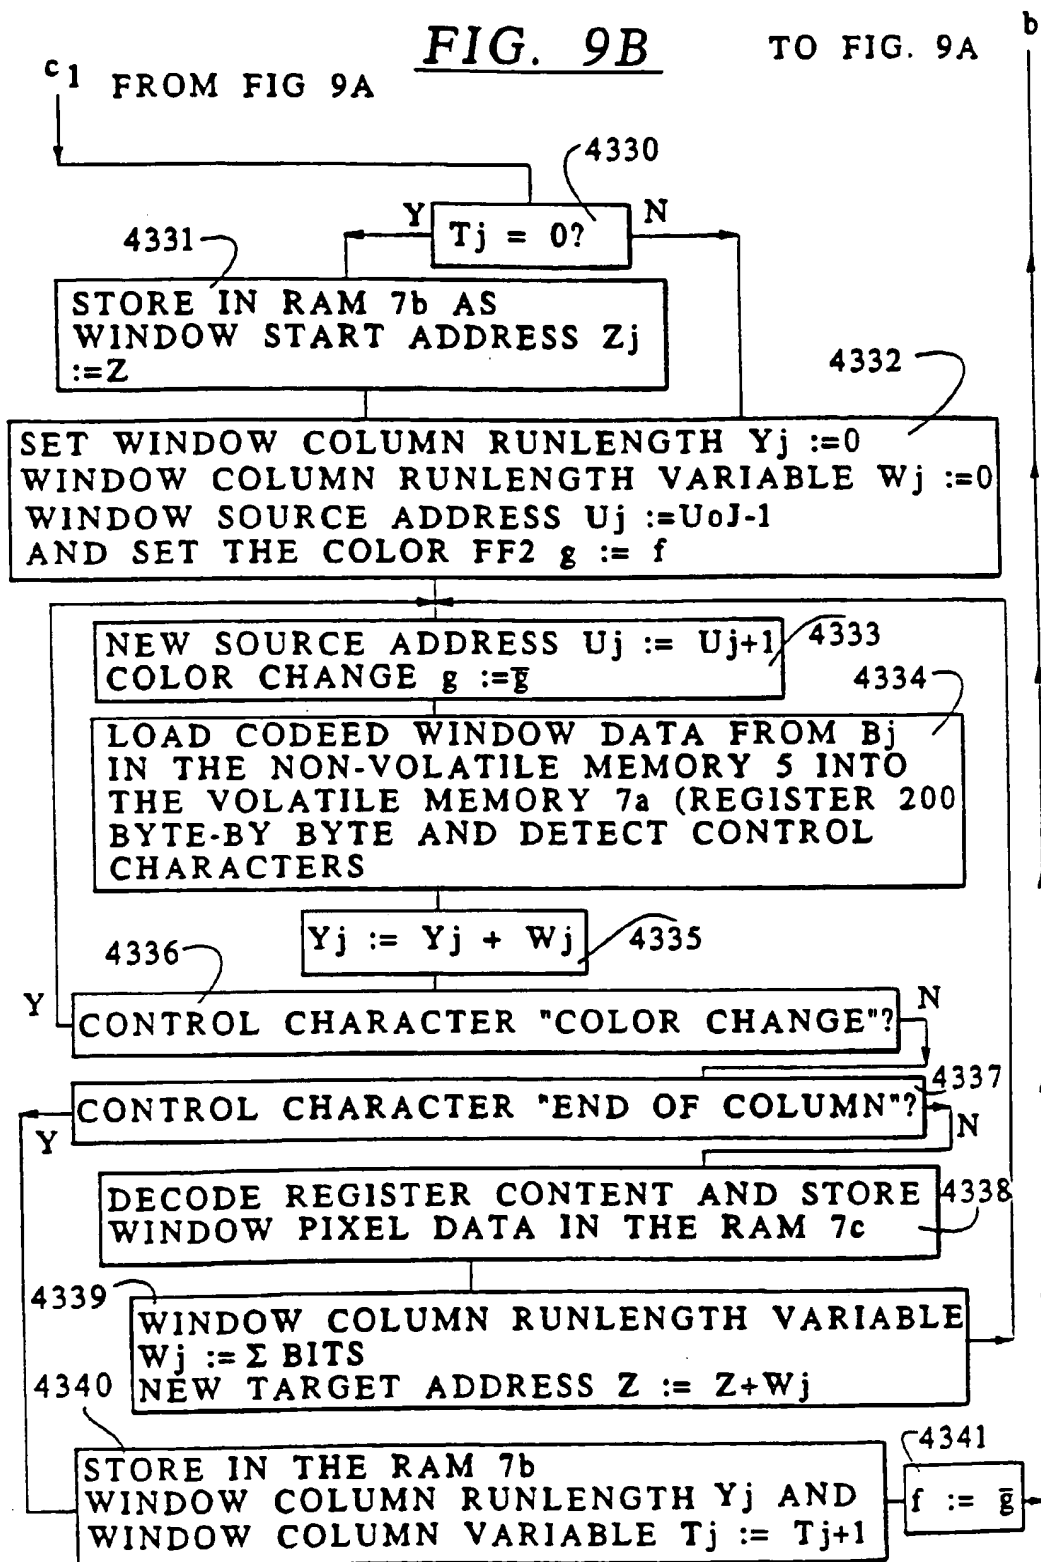 FIG. 9B
TO FIG. 9A
b
c1 FROM FIG 9A
4330
Y
Tj = 0?
N
4331
STORE IN RAM 7b AS
WINDOW START ADDRESS Zj
:=Z
4332
SET WINDOW COLUMN RUNLENGTH Yj :=0
WINDOW COLUMN RUNLENGTH VARIABLE Wj :=0
WINDOW SOURCE ADDRESS Uj :=UoJ-1
AND SET THE COLOR FF2 g := f
NEW SOURCE ADDRESS Uj := Uj+1
COLOR CHANGE g :=g̅
4333
4334
LOAD CODEED WINDOW DATA FROM Bj
IN THE NON-VOLATILE MEMORY 5 INTO
THE VOLATILE MEMORY 7a (REGISTER 200
BYTE-BY BYTE AND DETECT CONTROL
CHARACTERS
Yj := Yj + Wj
4335
4336
Y
CONTROL CHARACTER "COLOR CHANGE"?
N
4337
CONTROL CHARACTER "END OF COLUMN"?
Y
N
DECODE REGISTER CONTENT AND STORE
WINDOW PIXEL DATA IN THE RAM 7c
4338
4339
WINDOW COLUMN RUNLENGTH VARIABLE
Wj := Σ BITS
NEW TARGET ADDRESS Z := Z+Wj
4340
STORE IN THE RAM 7b
WINDOW COLUMN RUNLENGTH Yj AND
WINDOW COLUMN VARIABLE Tj := Tj+1
4341
f := g̅